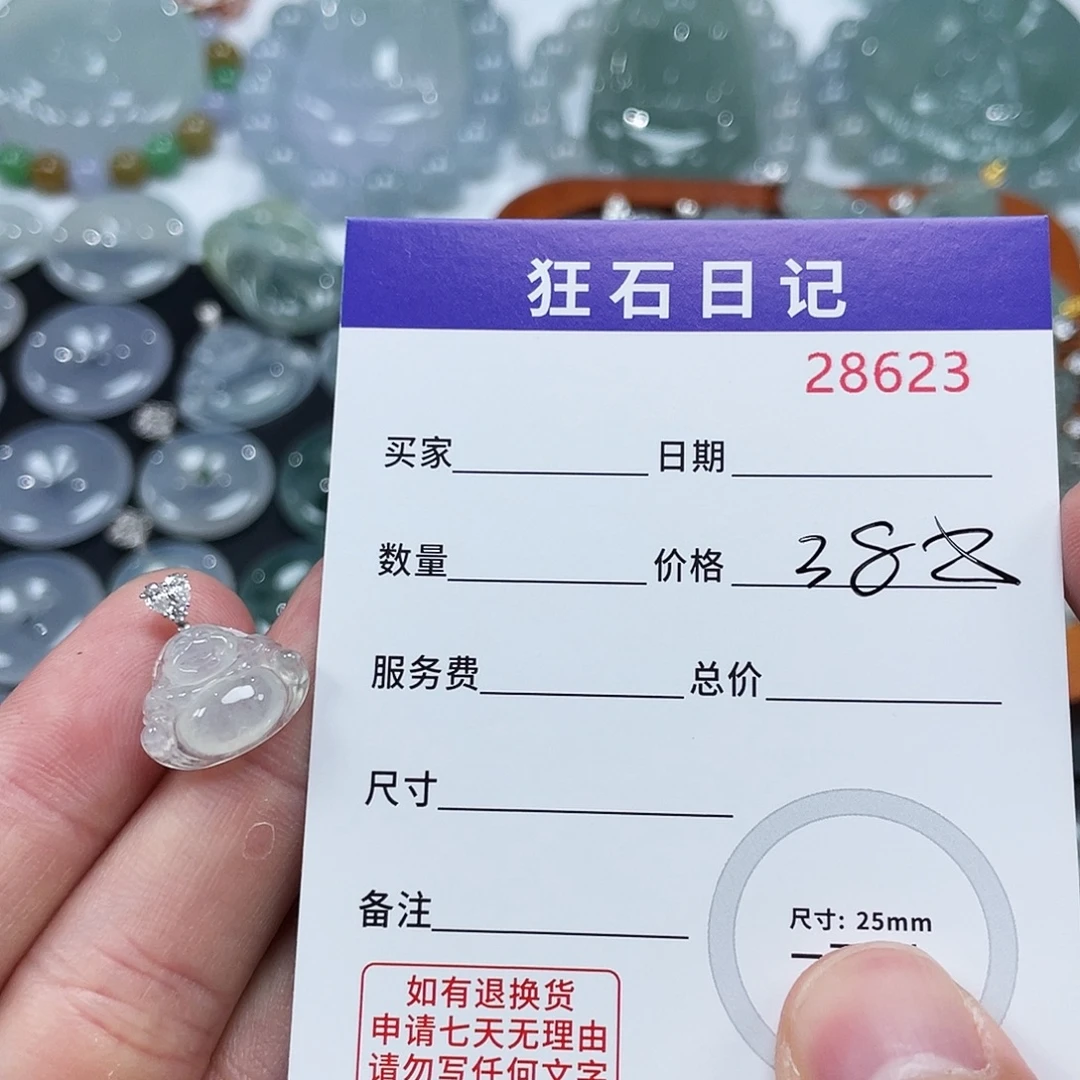 狂石日记
28623
买家 日期
数量 价格
服务费 总价
尺寸
备注
尺寸: 25mm
如有退换货
申请七天无理由
请勿写任何文字